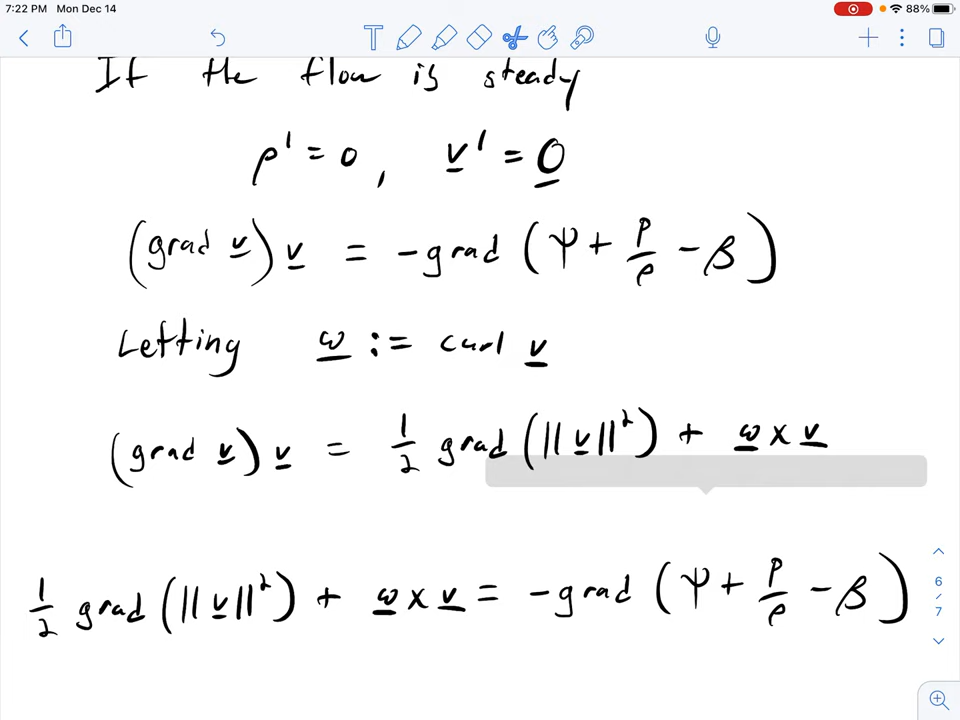 7:22 PM Mon Dec 14 88%
If the flow is steady
ρ' = 0, v' = 0
(grad v) v = -grad (ψ + p/ρ - β)
Letting ω := curl v
(grad v) v = 1/2 grad (||v||²) + ω × v
1/2 grad (||v||²) + ω × v = -grad (ψ + p/ρ - β)
6
/
7